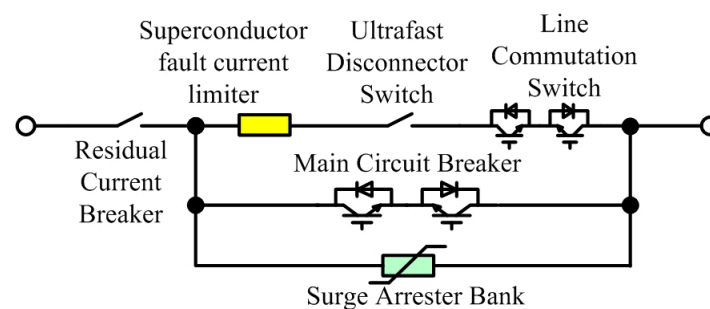 Superconductor
fault current
limiter
Ultrafast
Disconnector
Switch
Line
Commutation
Switch
Residual
Current
Breaker
Main Circuit Breaker
Surge Arrester Bank